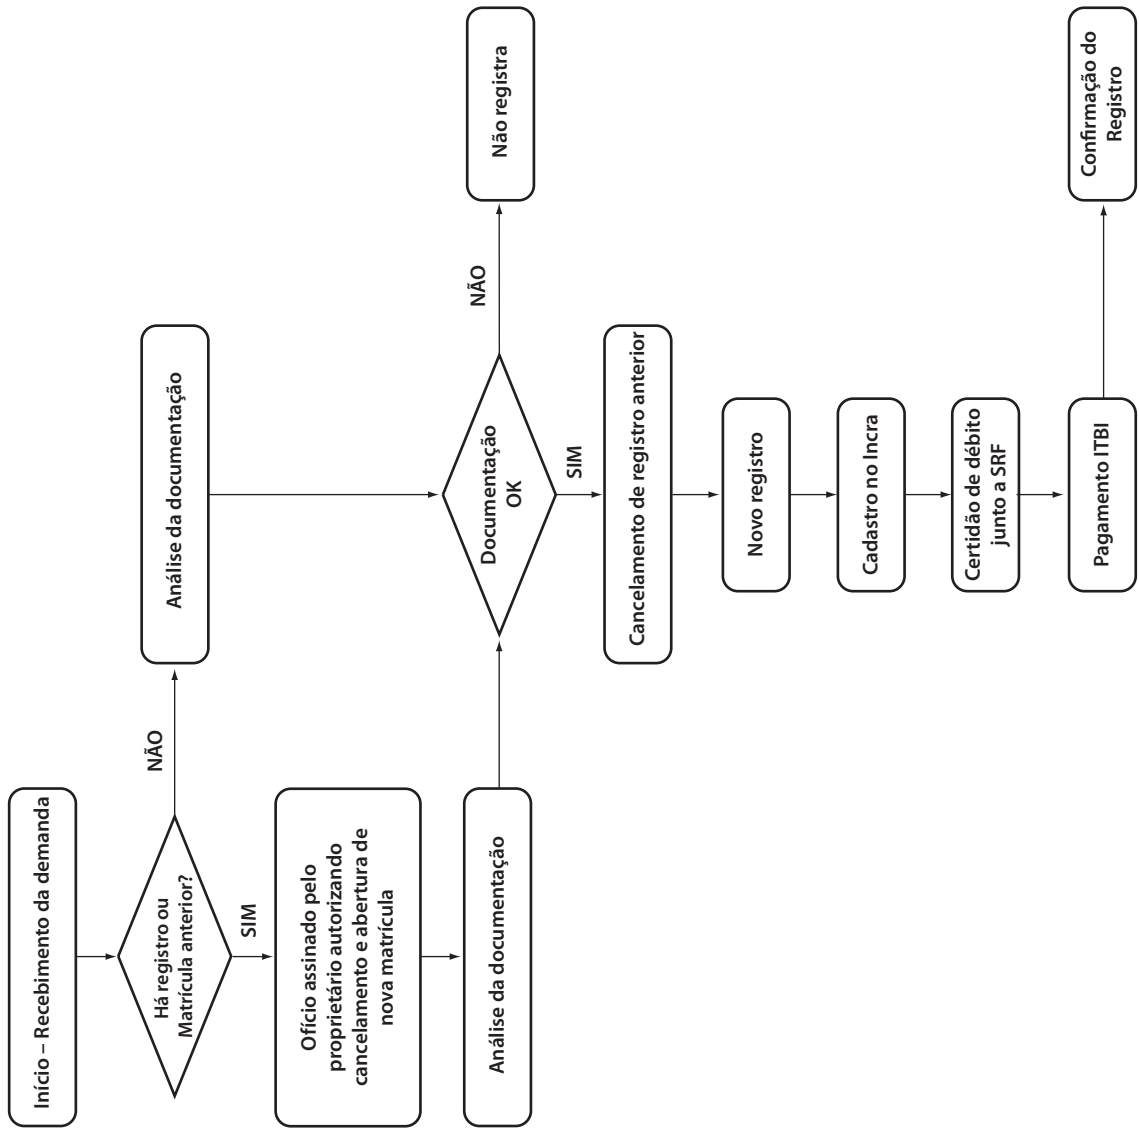 Início – Recebimento da demanda
Há registro ou
Matrícula anterior?
NÃO
SIM
Análise da documentação
Ofício assinado pelo
proprietário autorizando
cancelamento e abertura de
nova matrícula
Análise da documentação
Documentação
OK
NÃO
Não registra
SIM
Cancelamento de registro anterior
Novo registro
Cadastro no Incra
Certidão de débito
junto a SRF
Pagamento ITBI
Confirmação do
Registro